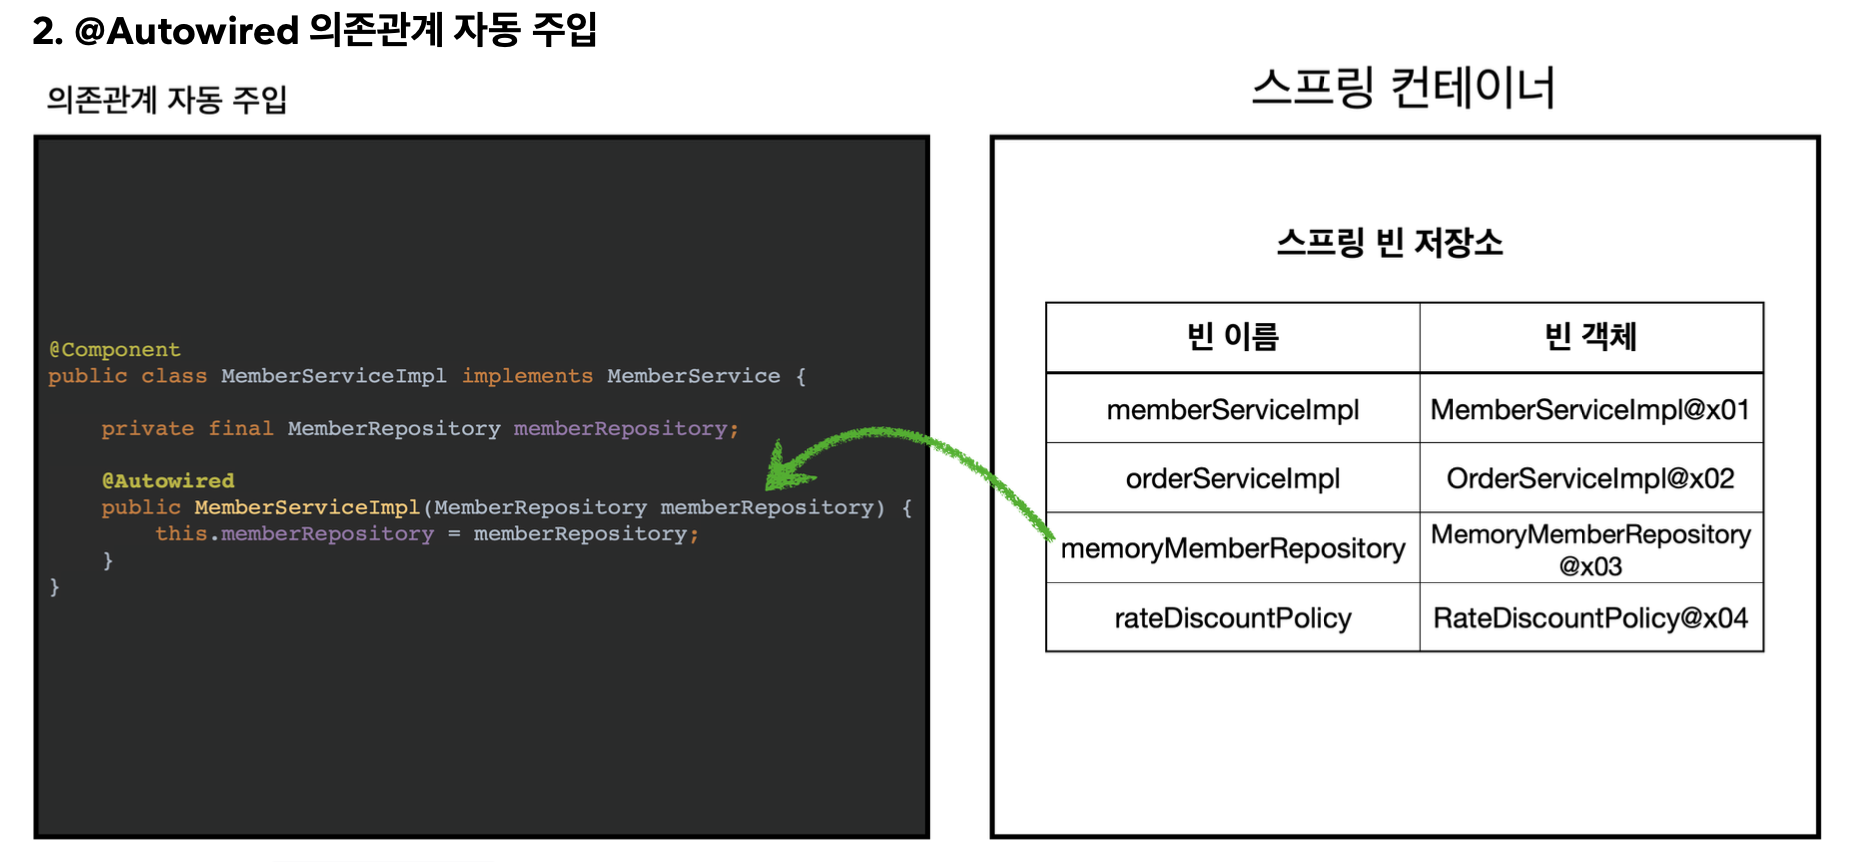 2. @Autowired 의존관계 자동 주입
의존관계 자동 주입
@Component
public class MemberServiceImpl implements MemberService {
private final MemberRepository memberRepository;
@Autowired
public MemberServiceImpl(MemberRepository memberRepository) {
this.memberRepository = memberRepository;
}
}
스프링 컨테이너
스프링 빈 저장소
빈 이름 빈 객체
memberServiceImpl MemberServiceImpl@x01
orderServiceImpl OrderServiceImpl@x02
memoryMemberRepository MemoryMemberRepository
@x03
rateDiscountPolicy RateDiscountPolicy@x04